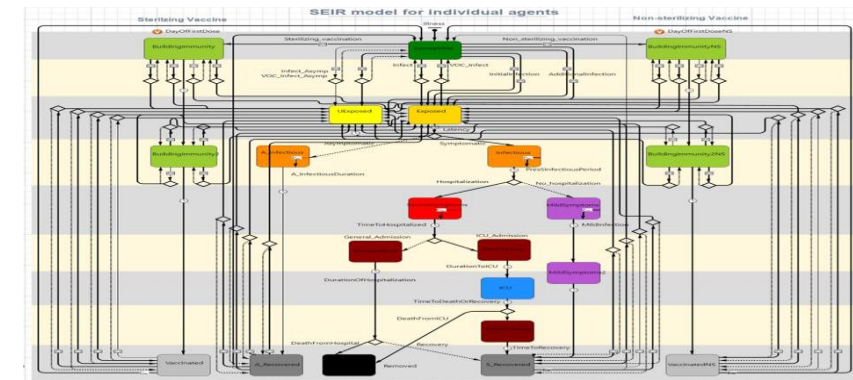 SEIR model for individual agents
Sterilzing Vaccine
Non-sterilizing Vaccine
illness
DayOfFirstDose
DayOfFirstDoseNS
Sterilizing_vaccination
Non_sterilizing_vaccination
BuildingImmunity
BuildingImmunityNS
Infect_Asymp
VOC_Infect_Asymp
Infect
VOC_Infect
InitialInfection
AdditionalInfection
UExposed
Exposed
Latency
Asymptomatic
Symptomatic
BuildingImmunity2
A_Infectious
Infectious
BuildingImmunity2NS
A_InfectiousDuration
PresInfectiousPeriod
Hospitalization
No_hospitalization
MildSymptoms
TimeToHospitalized
MildInfection
General_Admission
ICU_Admission
DurationToICU
MildSymptoms2
DurationOfHospitalization
ICU
TimeToDeathOrRecovery
DeathFromICU
DeathFromHospital
Recovery
TimeToRecovery
Vaccinated
A_Recovered
Removed
S_Recovered
VaccinatedNS